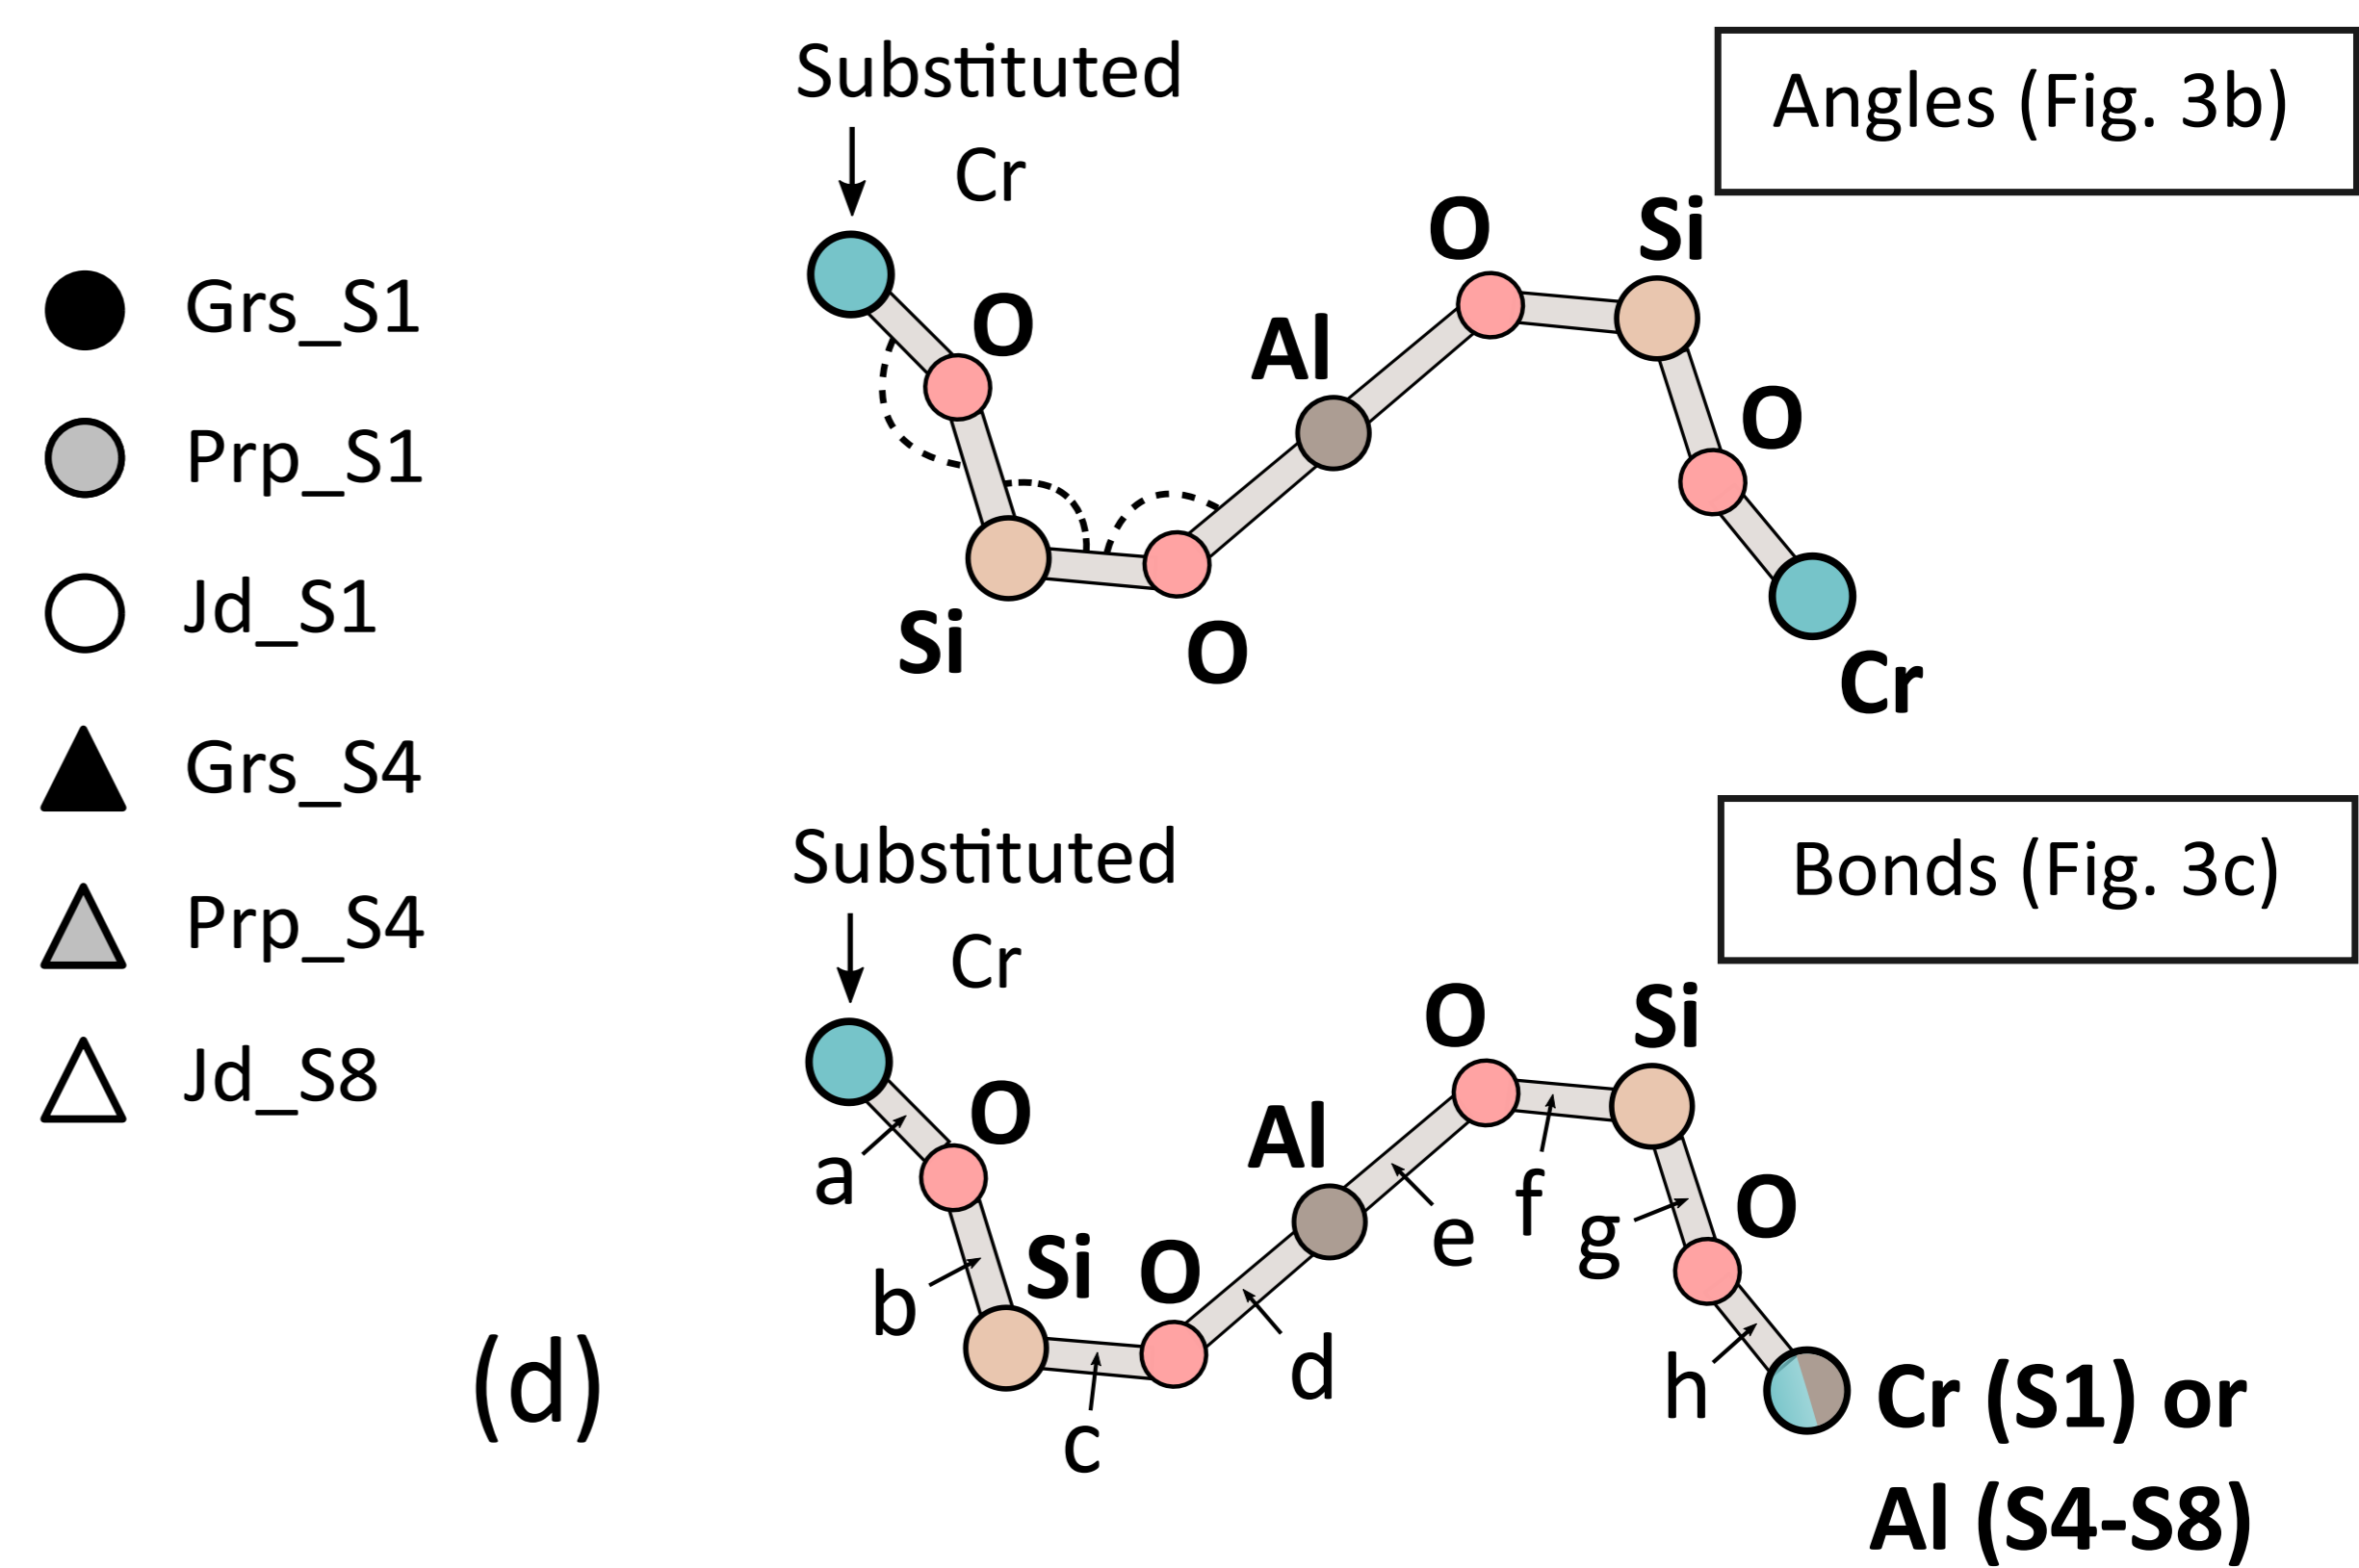 Grs_S1
Prp_S1
Jd_S1
Grs_S4
Prp_S4
Jd_S8
(d)
Angles (Fig. 3b)
Substituted
Cr
O
Si
O
Al
O
Si
O
Cr
Bonds (Fig. 3c)
Substituted
Cr
O
Si
O
Al
O
Si
O
a
b
c
d
e
f
g
h
Cr (S1) or
Al (S4-S8)